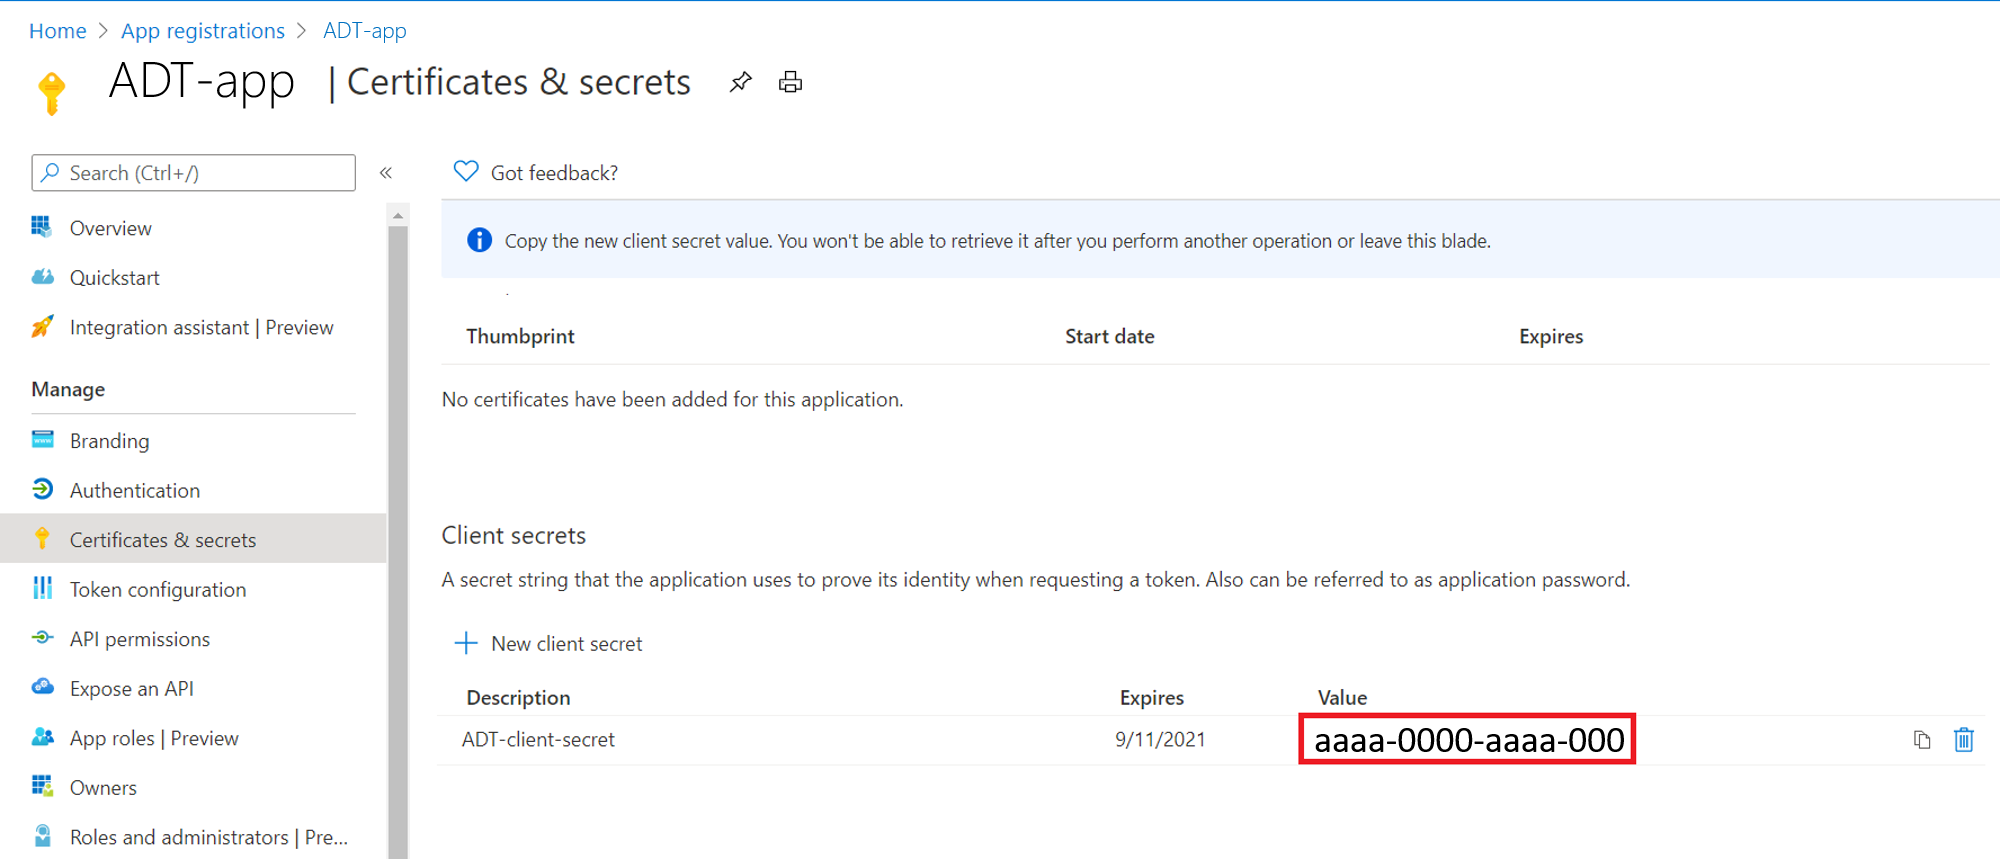 Home > App registrations > ADT-app
ADT-app | Certificates & secrets
Search (Ctrl+/) «
Overview
Quickstart
Integration assistant | Preview
Manage
Branding
Authentication
Certificates & secrets
Token configuration
API permissions
Expose an API
App roles | Preview
Owners
Roles and administrators | Pre...
Got feedback?
Copy the new client secret value. You won't be able to retrieve it after you perform another operation or leave this blade.
Thumbprint Start date Expires
No certificates have been added for this application.
Client secrets
A secret string that the application uses to prove its identity when requesting a token. Also can be referred to as application password.
New client secret
Description Expires Value
ADT-client-secret 9/11/2021 aaaa-0000-aaaa-000